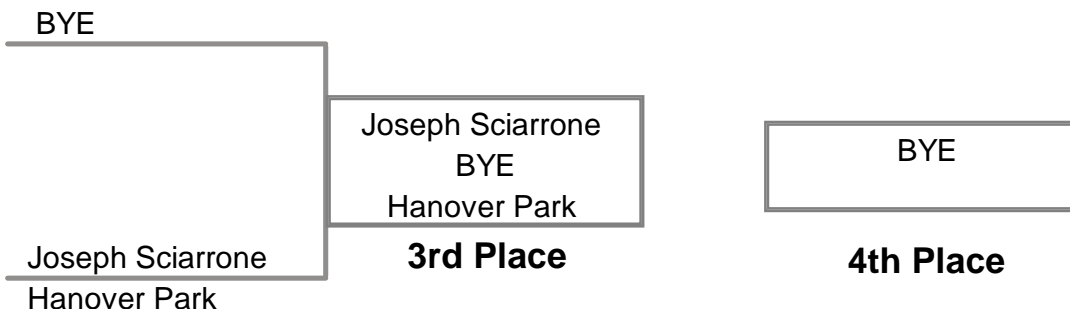 BYE
Joseph Sciarrone
BYE
Hanover Park
3rd Place
BYE
4th Place
Joseph Sciarrone
Hanover Park